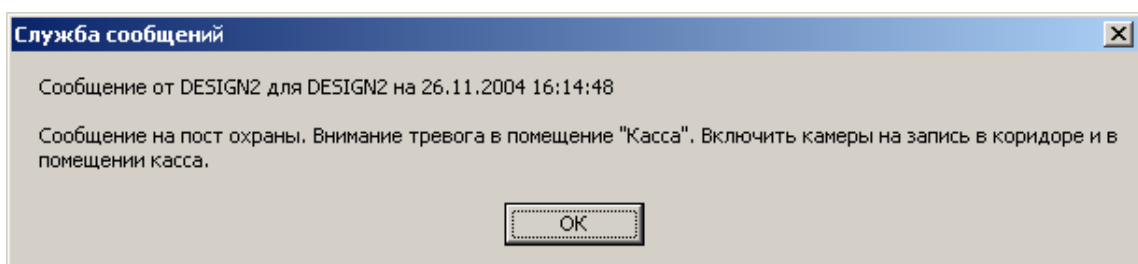 Служба сообщений
Сообщение от DESIGN2 для DESIGN2 на 26.11.2004 16:14:48
Сообщение на пост охраны. Внимание тревога в помещение "Касса". Включить камеры на запись в коридоре и в
помещении касса.
OK